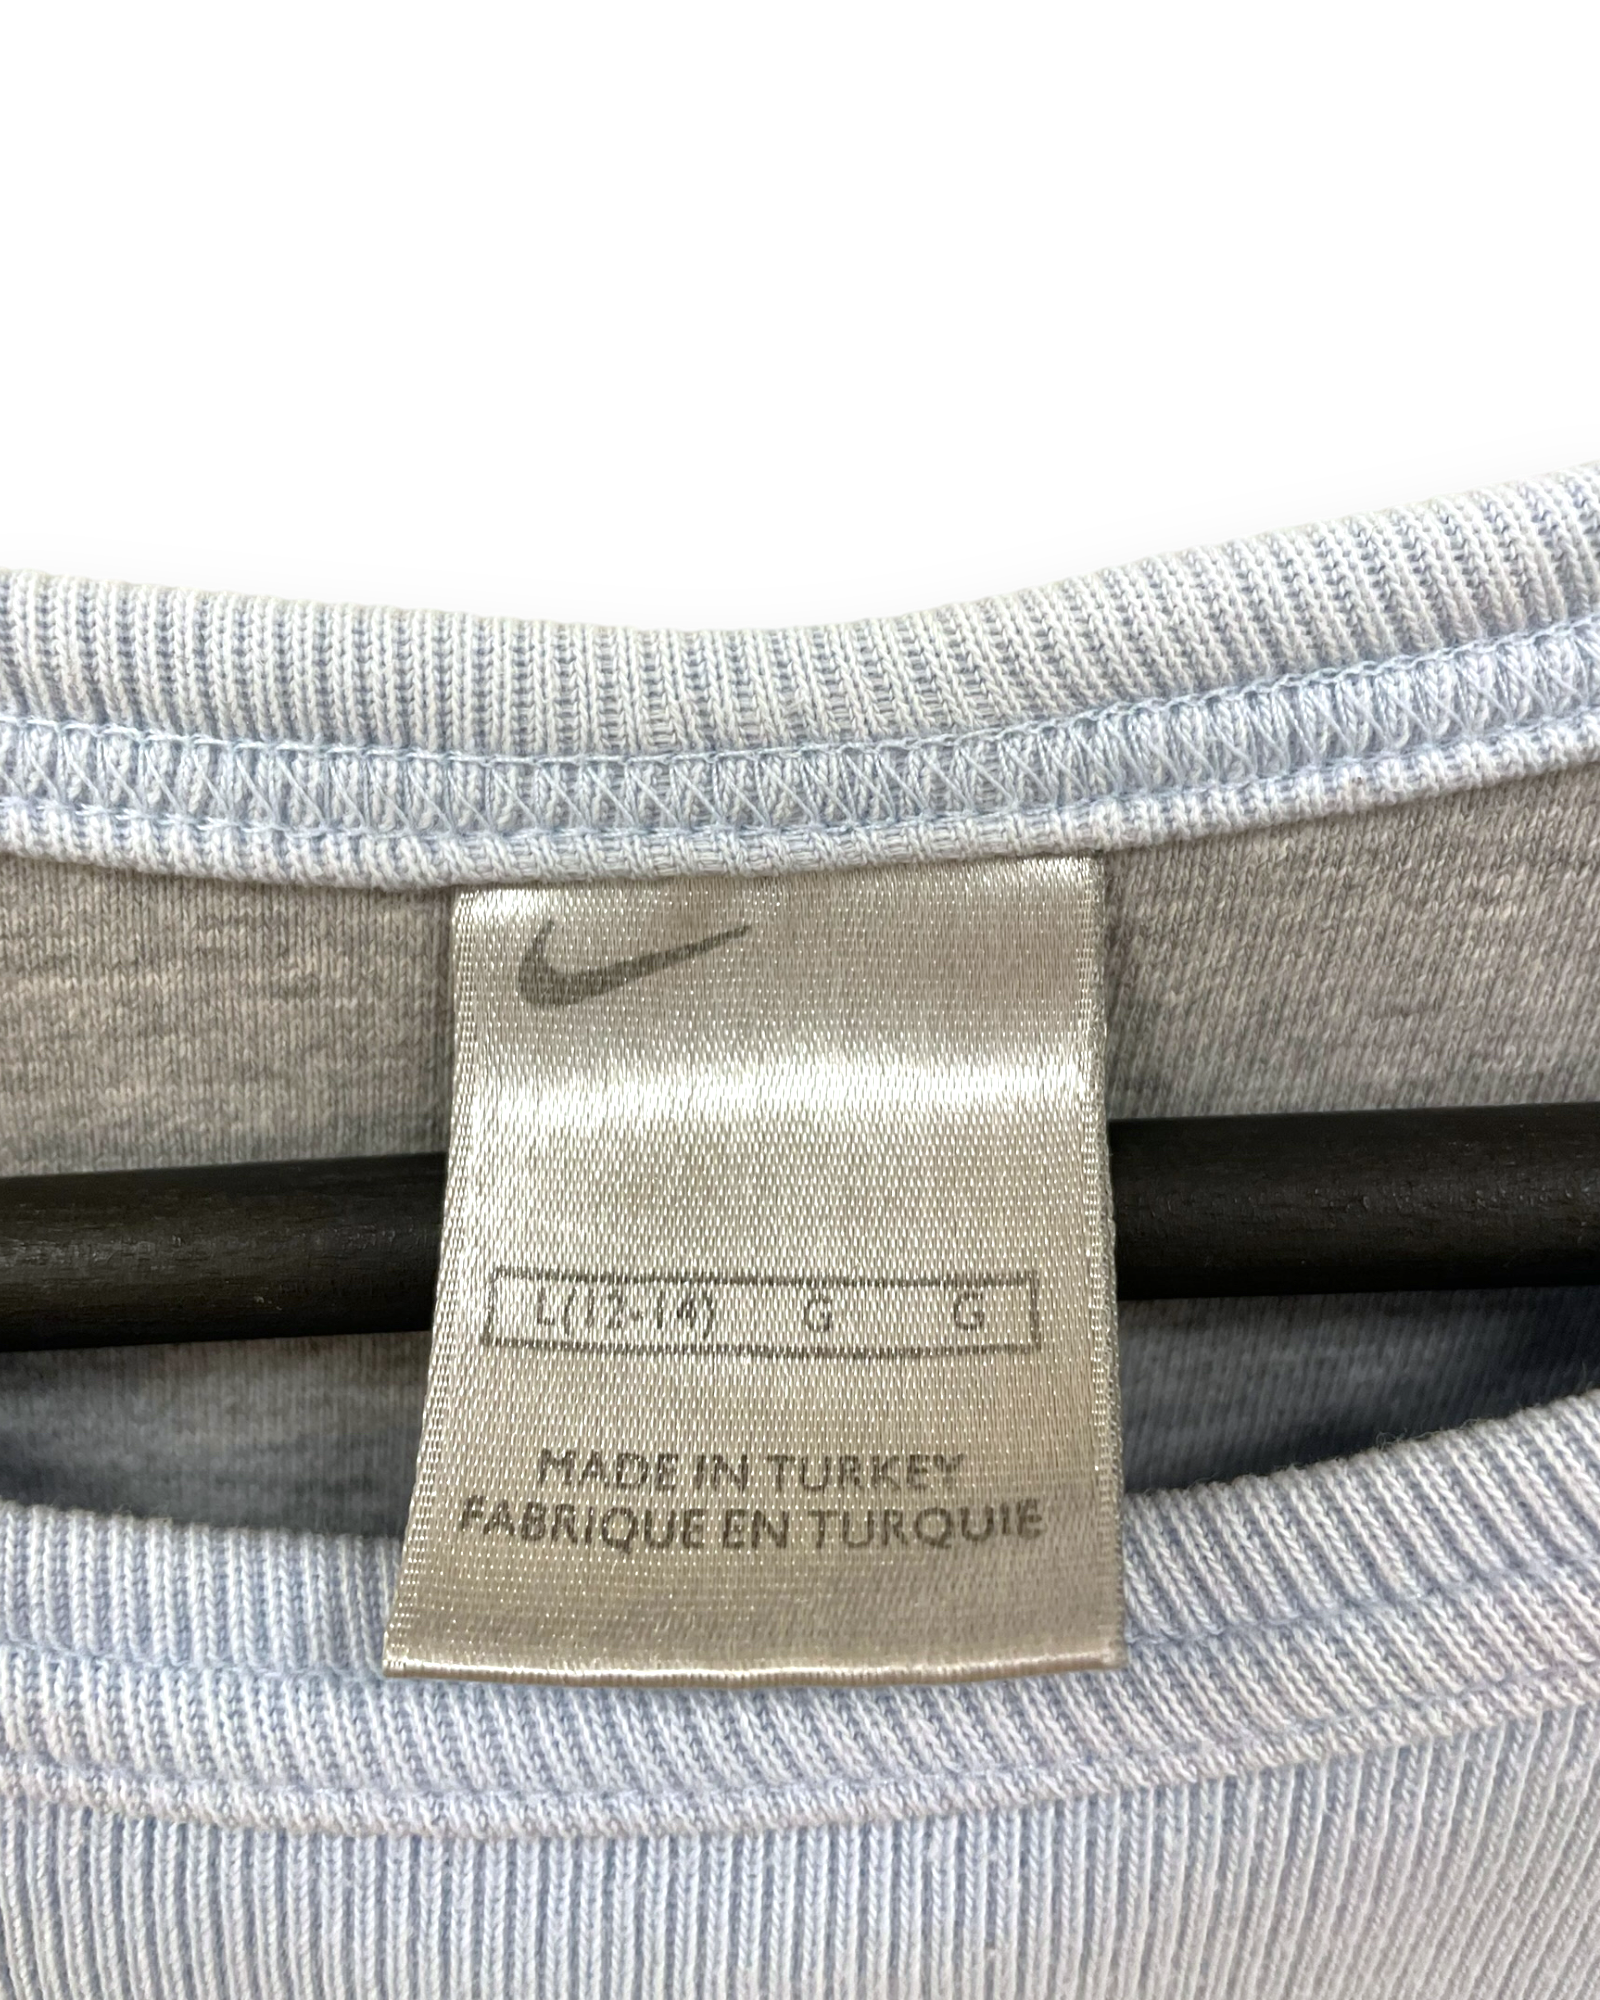 L(12-14) G G
MADE IN TURKEY
FABRIQUE EN TURQUIE